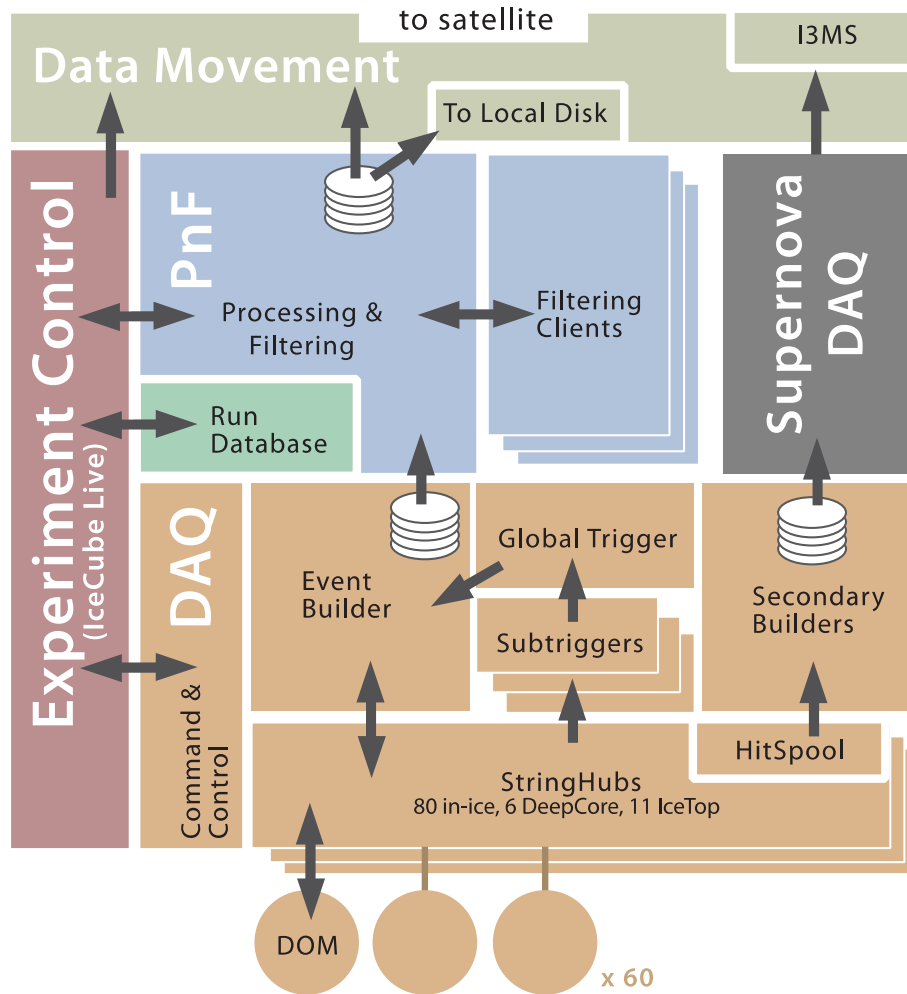 to satellite
I3MS
Data Movement
To Local Disk
Experiment Control
(IceCube Live)
PnF
Processing &
Filtering
Filtering
Clients
Supernova
DAQ
Run
Database
DAQ
Command &
Control
Event
Builder
Global Trigger
Subtriggers
Secondary
Builders
HitSpool
StringHubs
80 in-ice, 6 DeepCore, 11 IceTop
DOM
x 60